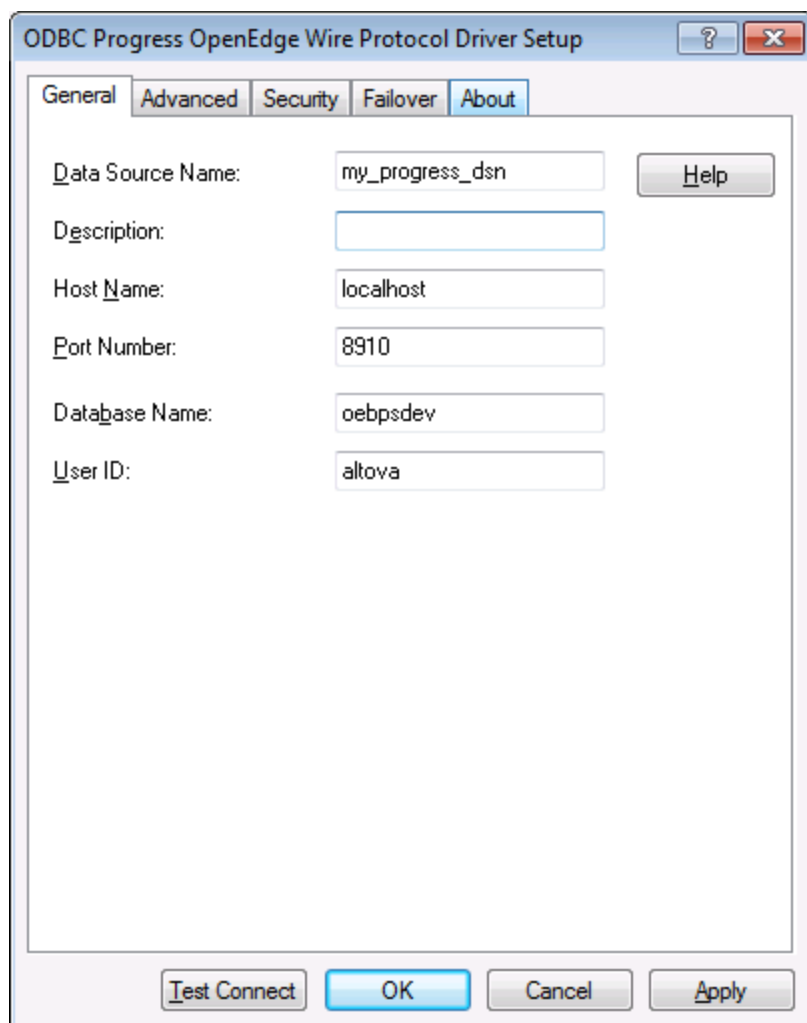 ODBC Progress OpenEdge Wire Protocol Driver Setup ?
General Advanced Security Failover About
Data Source Name: my_progress_dsn Help
Description:
Host Name: localhost
Port Number: 8910
Database Name: oebpsdev
User ID: altova
Test Connect OK Cancel Apply